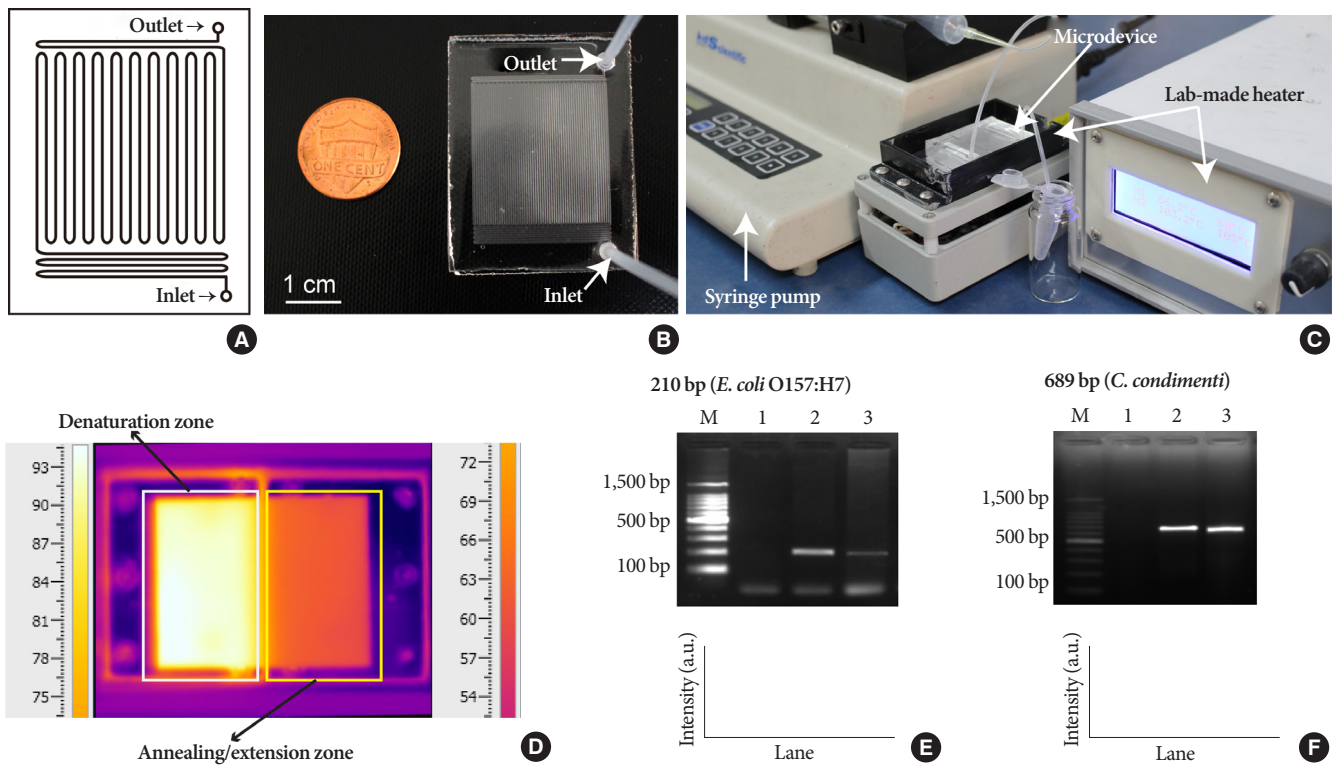 Outlet →
Inlet →
A
ONE CENT
Outlet
Inlet
1 cm
B
Microdevice
Lab-made heater
Syringe pump
C
Denaturation zone
93
90
87
84
81
78
75
72
69
66
63
60
57
54
Annealing/extension zone
D
210 bp (E. coli O157:H7)
M 1 2 3
1,500 bp
500 bp
100 bp
Intensity (a.u.)
Lane
E
689 bp (C. condimenti)
M 1 2 3
1,500 bp
500 bp
100 bp
Intensity (a.u.)
Lane
F